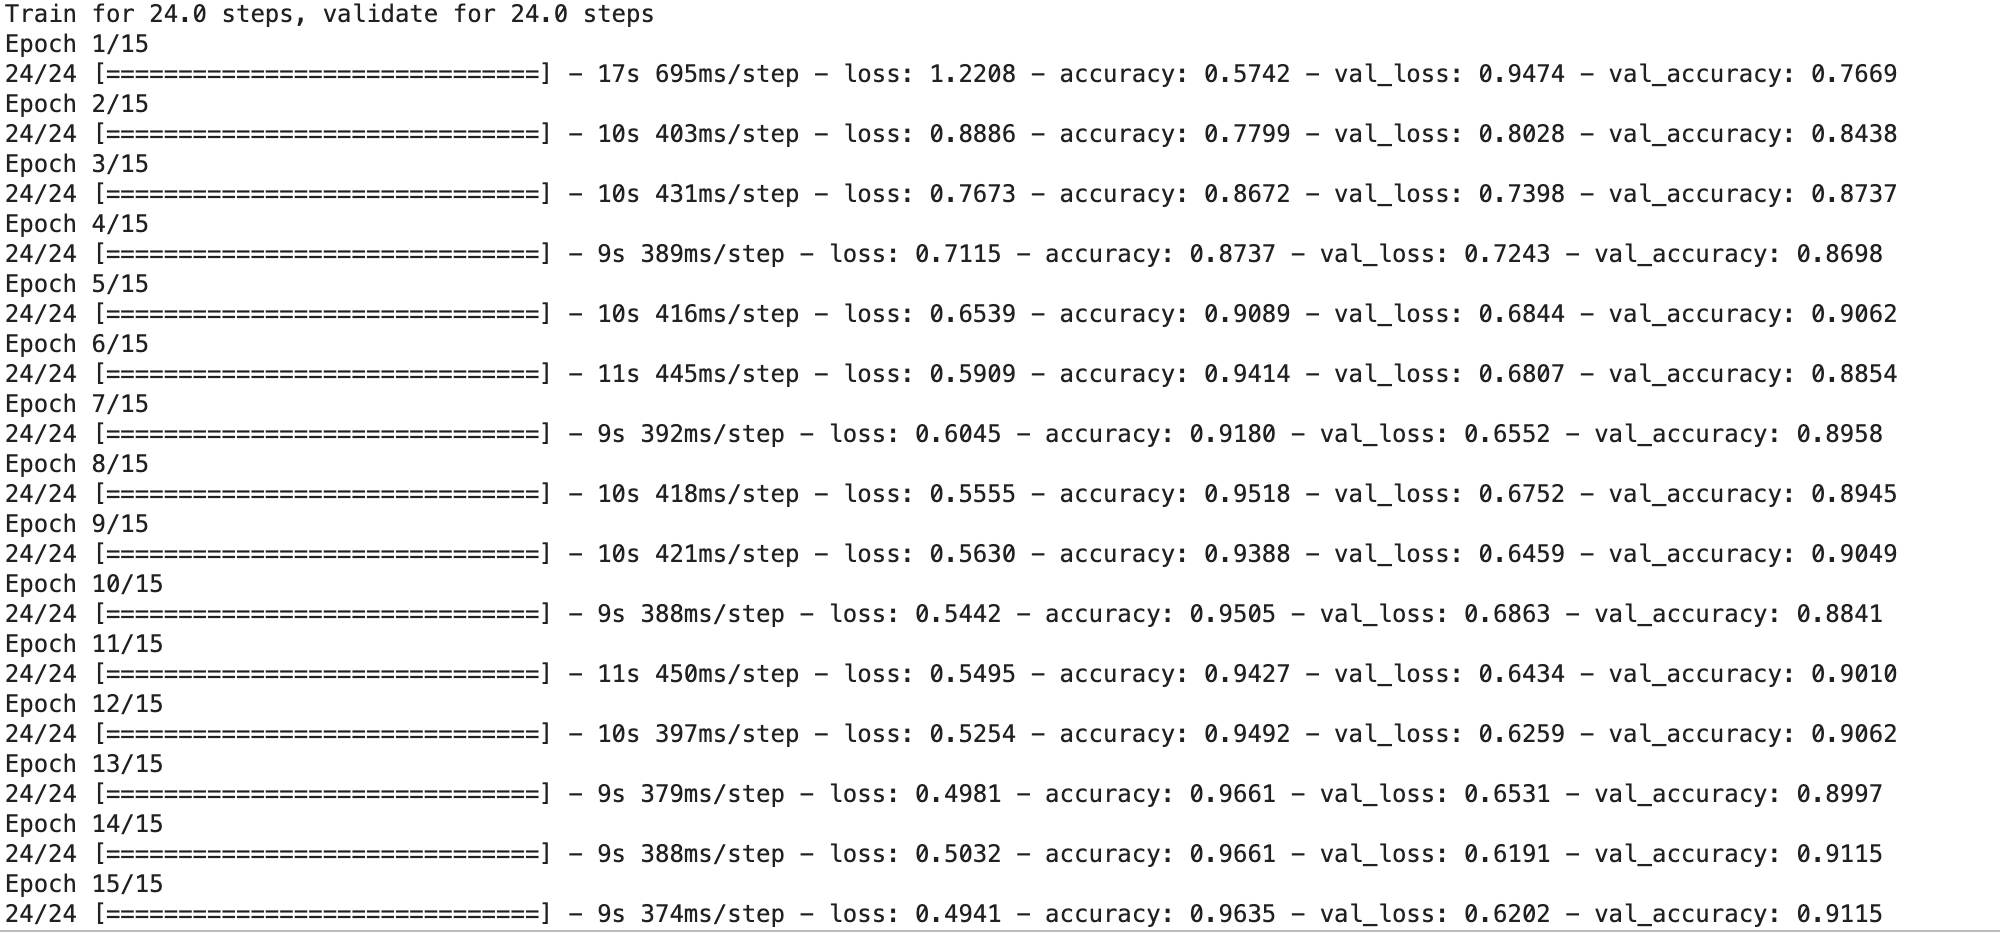 Train for 24.0 steps, validate for 24.0 steps
Epoch 1/15
24/24 [==============================] - 17s 695ms/step - loss: 1.2208 - accuracy: 0.5742 - val_loss: 0.9474 - val_accuracy: 0.7669
Epoch 2/15
24/24 [==============================] - 10s 403ms/step - loss: 0.8886 - accuracy: 0.7799 - val_loss: 0.8028 - val_accuracy: 0.8438
Epoch 3/15
24/24 [==============================] - 10s 431ms/step - loss: 0.7673 - accuracy: 0.8672 - val_loss: 0.7398 - val_accuracy: 0.8737
Epoch 4/15
24/24 [==============================] - 9s 389ms/step - loss: 0.7115 - accuracy: 0.8737 - val_loss: 0.7243 - val_accuracy: 0.8698
Epoch 5/15
24/24 [==============================] - 10s 416ms/step - loss: 0.6539 - accuracy: 0.9089 - val_loss: 0.6844 - val_accuracy: 0.9062
Epoch 6/15
24/24 [==============================] - 11s 445ms/step - loss: 0.5909 - accuracy: 0.9414 - val_loss: 0.6807 - val_accuracy: 0.8854
Epoch 7/15
24/24 [==============================] - 9s 392ms/step - loss: 0.6045 - accuracy: 0.9180 - val_loss: 0.6552 - val_accuracy: 0.8958
Epoch 8/15
24/24 [==============================] - 10s 418ms/step - loss: 0.5555 - accuracy: 0.9518 - val_loss: 0.6752 - val_accuracy: 0.8945
Epoch 9/15
24/24 [==============================] - 10s 421ms/step - loss: 0.5630 - accuracy: 0.9388 - val_loss: 0.6459 - val_accuracy: 0.9049
Epoch 10/15
24/24 [==============================] - 9s 388ms/step - loss: 0.5442 - accuracy: 0.9505 - val_loss: 0.6863 - val_accuracy: 0.8841
Epoch 11/15
24/24 [==============================] - 11s 450ms/step - loss: 0.5495 - accuracy: 0.9427 - val_loss: 0.6434 - val_accuracy: 0.9010
Epoch 12/15
24/24 [==============================] - 10s 397ms/step - loss: 0.5254 - accuracy: 0.9492 - val_loss: 0.6259 - val_accuracy: 0.9062
Epoch 13/15
24/24 [==============================] - 9s 379ms/step - loss: 0.4981 - accuracy: 0.9661 - val_loss: 0.6531 - val_accuracy: 0.8997
Epoch 14/15
24/24 [==============================] - 9s 388ms/step - loss: 0.5032 - accuracy: 0.9661 - val_loss: 0.6191 - val_accuracy: 0.9115
Epoch 15/15
24/24 [==============================] - 9s 374ms/step - loss: 0.4941 - accuracy: 0.9635 - val_loss: 0.6202 - val_accuracy: 0.9115